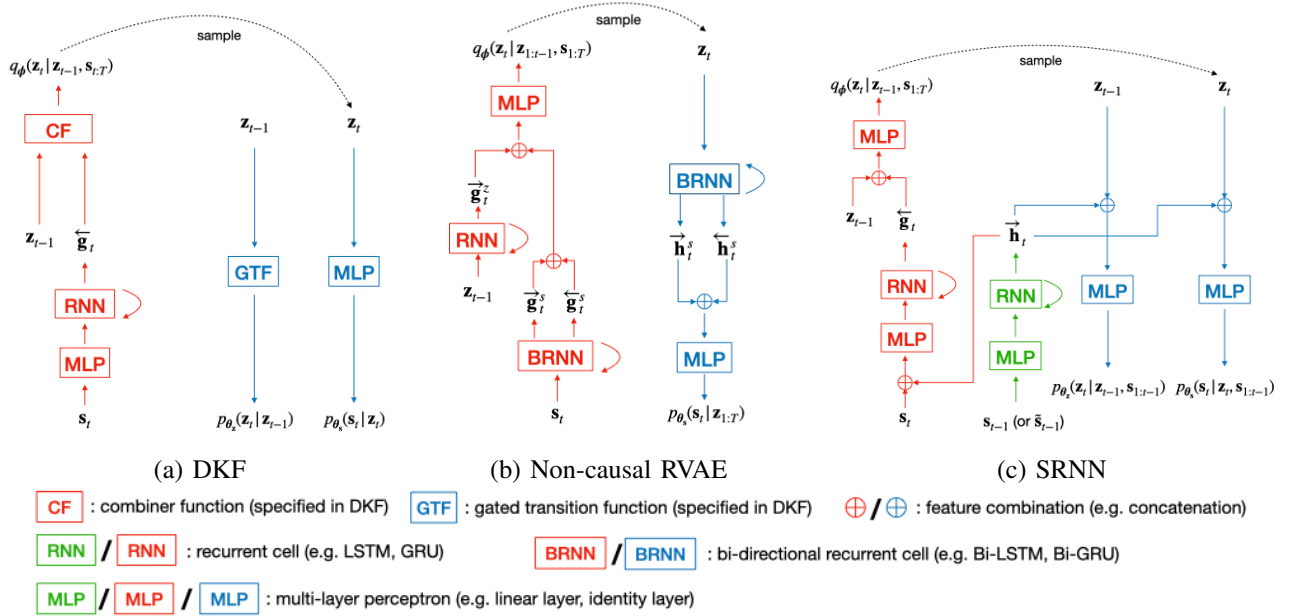 sample
q_ϕ(z_t | z_{t−1}, s_{t:T})
CF
z_{t−1}
z_t
z_{t−1}
←g_t
RNN
GTF
MLP
MLP
s_t
p_{θ_z}(z_t | z_{t−1})
p_{θ_s}(s_t | z_t)
(a) DKF
sample
q_ϕ(z_t | z_{1:t−1}, s_{1:T})
z_t
MLP
BRNN
→g_t^z
RNN
→h_t^s
←h_t^s
z_{t−1}
→g_t^s
←g_t^s
BRNN
MLP
s_t
p_{θ_s}(s_t | z_{1:T})
(b) Non-causal RVAE
sample
q_ϕ(z_t | z_{t−1}, s_{1:T})
z_{t−1}
z_t
MLP
z_{t−1}
←g_t
→h_t
RNN
RNN
MLP
MLP
MLP
MLP
s_t
s_{t−1} (or s̃_{t−1})
p_{θ_z}(z_t | z_{t−1}, s_{1:t−1})
p_{θ_s}(s_t | z_t, s_{1:t−1})
(c) SRNN
CF : combiner function (specified in DKF)
GTF : gated transition function (specified in DKF)
⊕ / ⊕ : feature combination (e.g. concatenation)
RNN / RNN : recurrent cell (e.g. LSTM, GRU)
BRNN / BRNN : bi-directional recurrent cell (e.g. Bi-LSTM, Bi-GRU)
MLP / MLP / MLP : multi-layer perceptron (e.g. linear layer, identity layer)